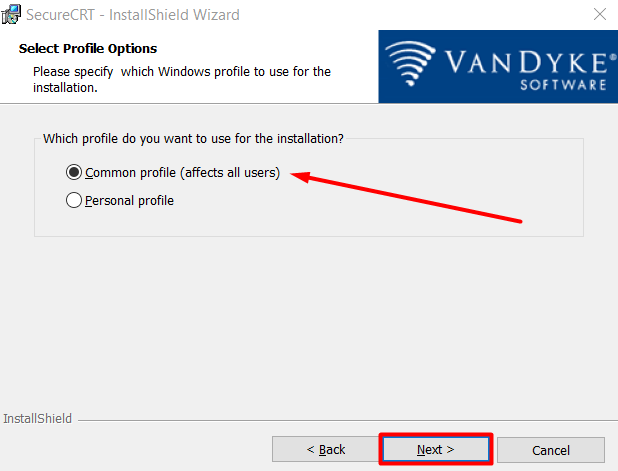 SecureCRT - InstallShield Wizard
Select Profile Options
Please specify which Windows profile to use for the
installation.
VANDYKE®
SOFTWARE
Which profile do you want to use for the installation?
Common profile (affects all users)
Personal profile
InstallShield
< Back
Next >
Cancel